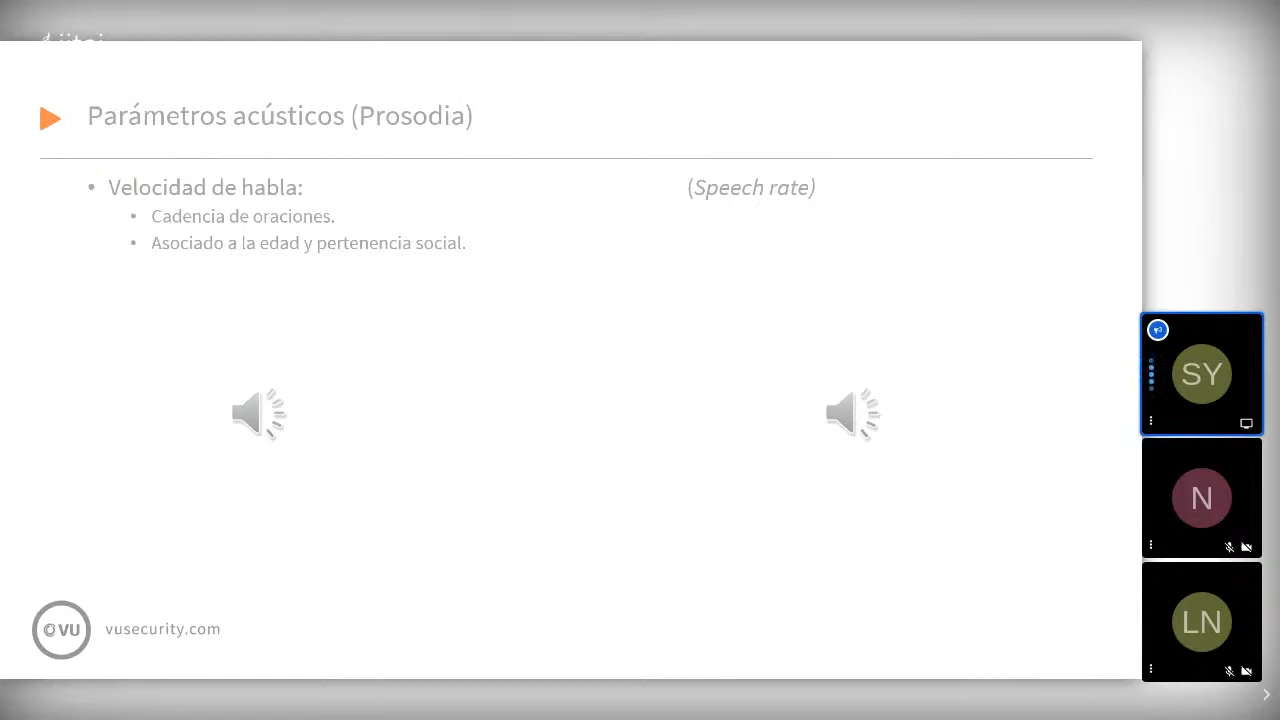 Parámetros acústicos (Prosodia)
• Velocidad de habla:
(Speech rate)
• Cadencia de oraciones.
• Asociado a la edad y pertenencia social.
SY
N
LN
VU
vusecurity.com